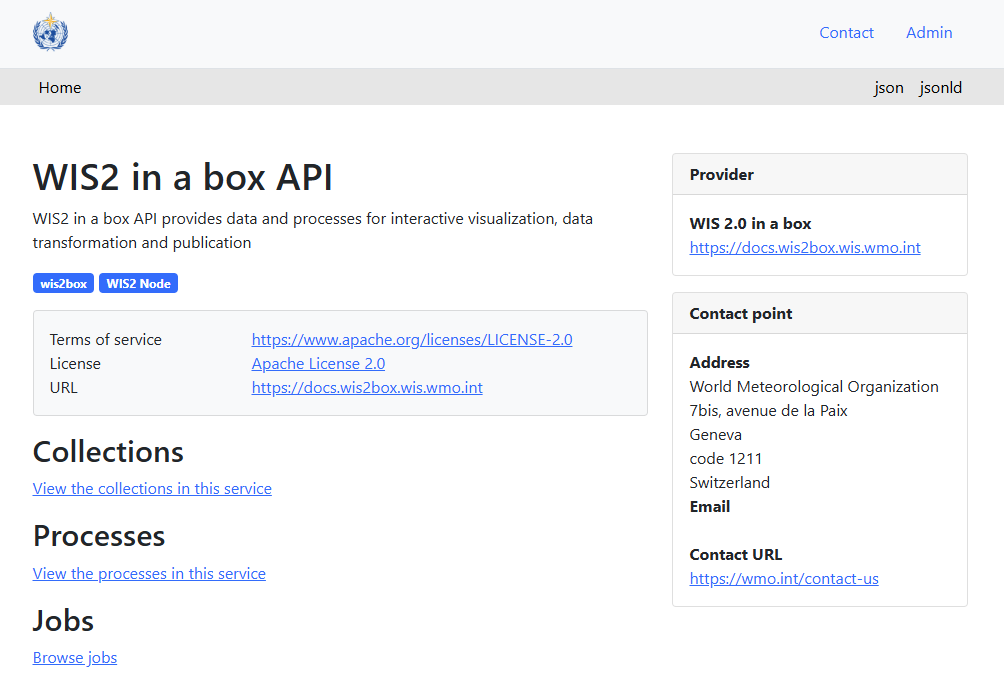 Contact Admin
Home json jsonld
WIS2 in a box API
WIS2 in a box API provides data and processes for interactive visualization, data
transformation and publication
wis2box WIS2 Node
Terms of service https://www.apache.org/licenses/LICENSE-2.0
License Apache License 2.0
URL https://docs.wis2box.wis.wmo.int
Collections
View the collections in this service
Processes
View the processes in this service
Jobs
Browse jobs
Provider
WIS 2.0 in a box
https://docs.wis2box.wis.wmo.int
Contact point
Address
World Meteorological Organization
7bis, avenue de la Paix
Geneva
code 1211
Switzerland
Email
Contact URL
https://wmo.int/contact-us